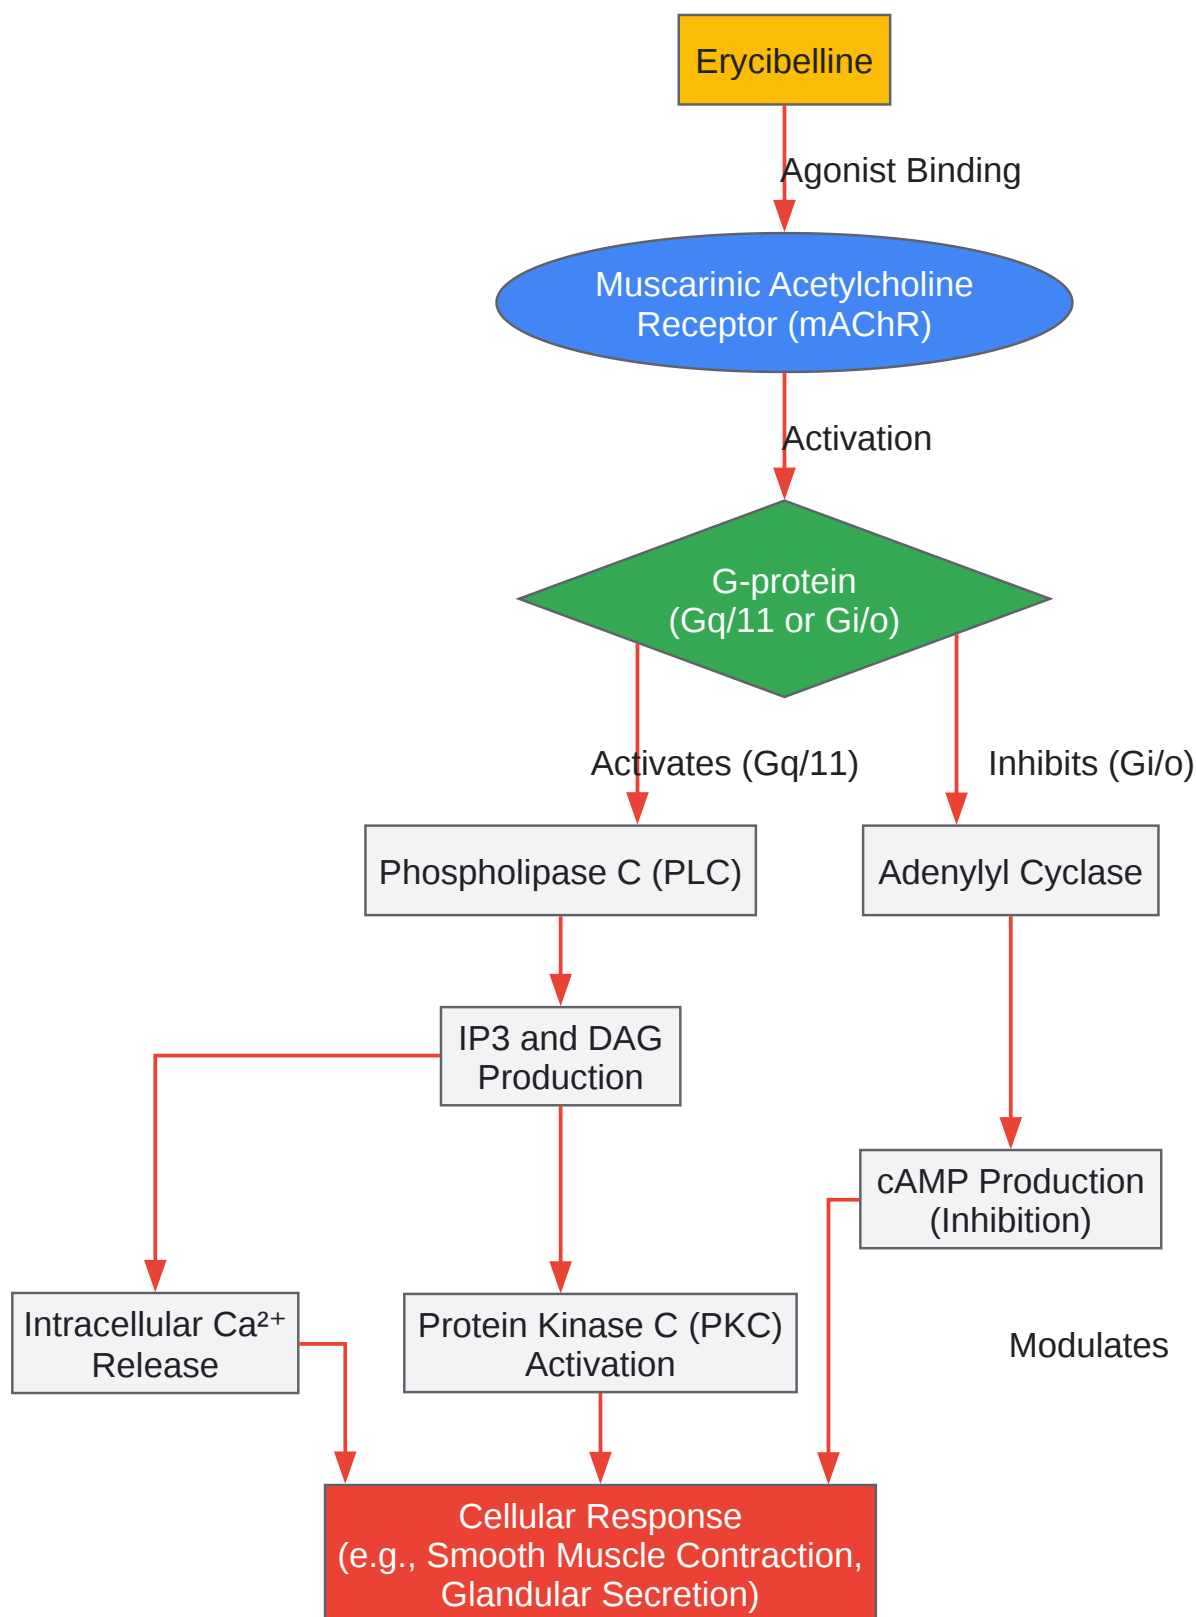 Erycibelline
Agonist Binding
Muscarinic Acetylcholine
Receptor (mAChR)
Activation
G-protein
(Gq/11 or Gi/o)
Activates (Gq/11)
Inhibits (Gi/o)
Phospholipase C (PLC)
Adenylyl Cyclase
IP3 and DAG
Production
cAMP Production
(Inhibition)
Intracellular Ca²⁺
Release
Protein Kinase C (PKC)
Activation
Modulates
Cellular Response
(e.g., Smooth Muscle Contraction,
Glandular Secretion)